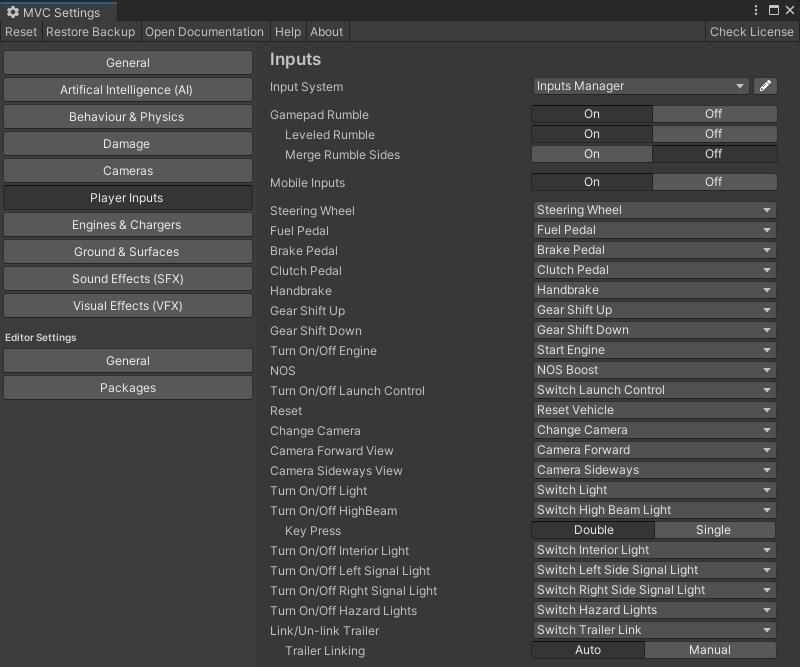 MVC Settings
Reset Restore Backup Open Documentation Help About Check License
General
Artifical Intelligence (AI)
Behaviour & Physics
Damage
Cameras
Player Inputs
Engines & Chargers
Ground & Surfaces
Sound Effects (SFX)
Visual Effects (VFX)
Editor Settings
General
Packages
Inputs
Input System Inputs Manager
Gamepad Rumble On Off
Leveled Rumble On Off
Merge Rumble Sides On Off
Mobile Inputs On Off
Steering Wheel Steering Wheel
Fuel Pedal Fuel Pedal
Brake Pedal Brake Pedal
Clutch Pedal Clutch Pedal
Handbrake Handbrake
Gear Shift Up Gear Shift Up
Gear Shift Down Gear Shift Down
Turn On/Off Engine Start Engine
NOS NOS Boost
Turn On/Off Launch Control Switch Launch Control
Reset Reset Vehicle
Change Camera Change Camera
Camera Forward View Camera Forward
Camera Sideways View Camera Sideways
Turn On/Off Light Switch Light
Turn On/Off HighBeam Switch High Beam Light
Key Press Double Single
Turn On/Off Interior Light Switch Interior Light
Turn On/Off Left Signal Light Switch Left Side Signal Light
Turn On/Off Right Signal Light Switch Right Side Signal Light
Turn On/Off Hazard Lights Switch Hazard Lights
Link/Un-link Trailer Switch Trailer Link
Trailer Linking Auto Manual